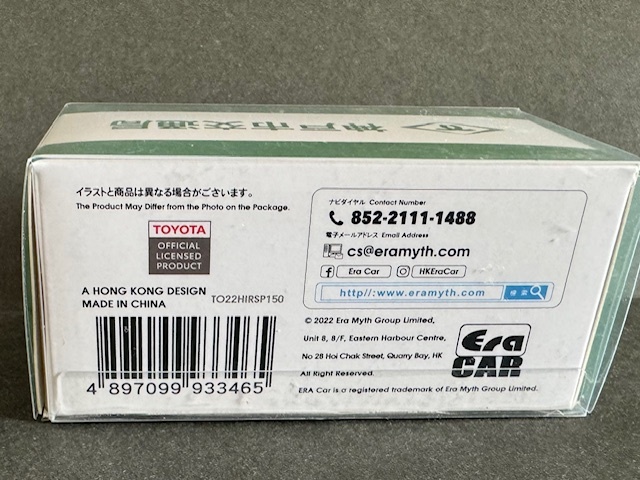 神戸市交通局
イラストと商品は異なる場合がございます。
The Product May Differ from the Photo on the Package.
TOYOTA
OFFICIAL
LICENSED
PRODUCT
A HONG KONG DESIGN
MADE IN CHINA
TO22HIRSP150
4 897099 933465
ナビダイヤル Contact Number
852-2111-1488
電子メールアドレス Email Address
cs@eramyth.com
f Era Car HKEraCar
http//:www.eramyth.com 検索
© 2022 Era Myth Group Limited,
Unit 8, 8/F, Eastern Harbour Centre,
No 28 Hoi Chak Street, Quarry Bay, HK
All Right Reserved.
Era CAR
ERA Car is a registered trademark of Era Myth Group Limited.